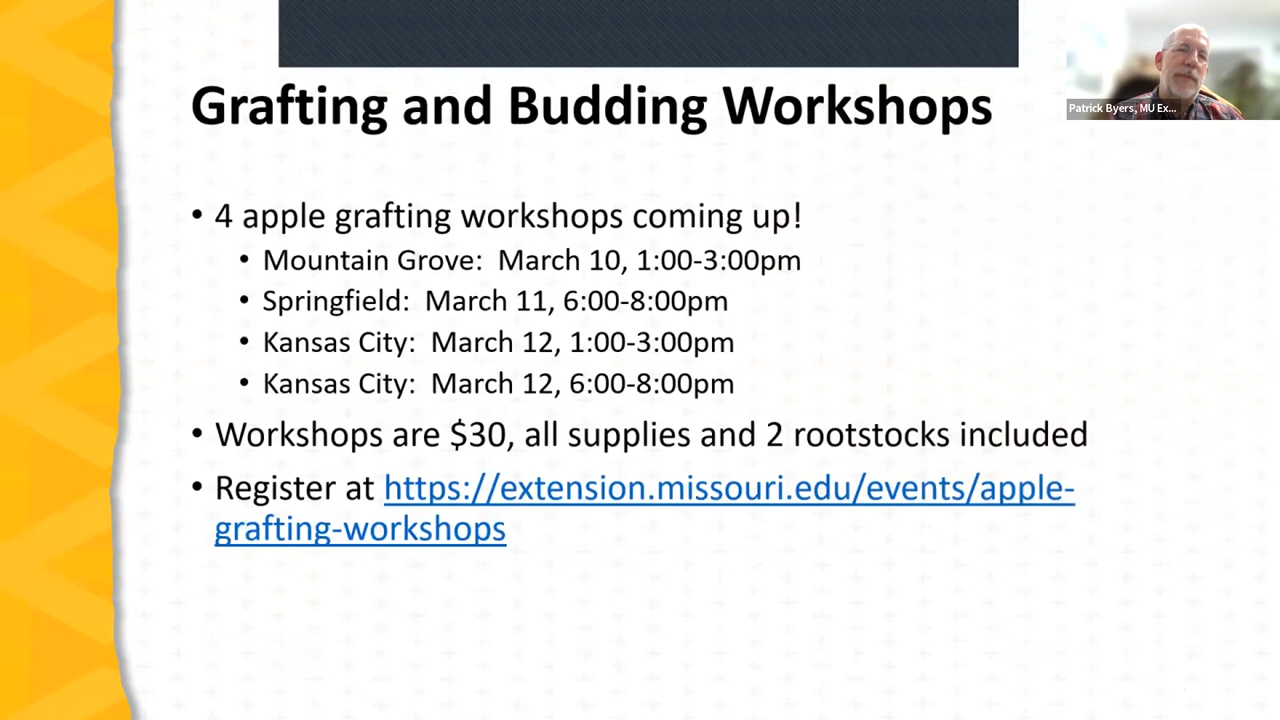 Grafting and Budding Workshops
Patrick Byers, MU Ex...
• 4 apple grafting workshops coming up!
• Mountain Grove: March 10, 1:00-3:00pm
• Springfield: March 11, 6:00-8:00pm
• Kansas City: March 12, 1:00-3:00pm
• Kansas City: March 12, 6:00-8:00pm
• Workshops are $30, all supplies and 2 rootstocks included
• Register at https://extension.missouri.edu/events/apple-
grafting-workshops